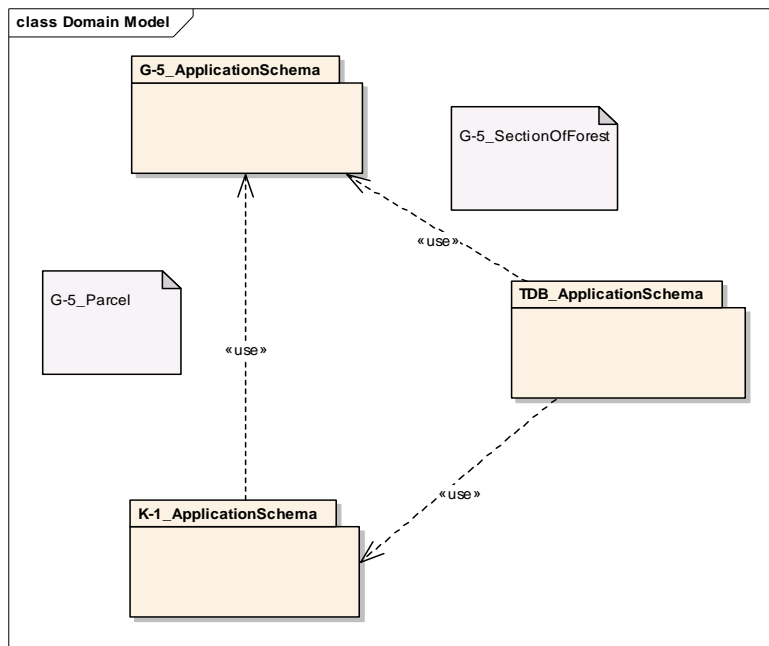 class Domain Model
G-5_ApplicationSchema
G-5_SectionOfForest
«use»
G-5_Parcel
TDB_ApplicationSchema
«use»
«use»
K-1_ApplicationSchema